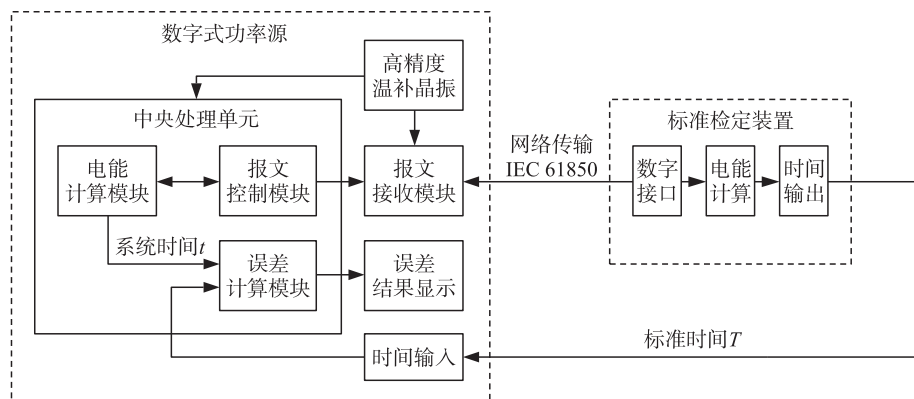 数字式功率源
高精度
温补晶振
中央处理单元
电能
计算模块
报文
控制模块
报文
接收模块
网络传输
IEC 61850
标准检定装置
数字
接口
电能
计算
时间
输出
系统时间t
误差
计算模块
误差
结果显示
时间输入
标准时间T